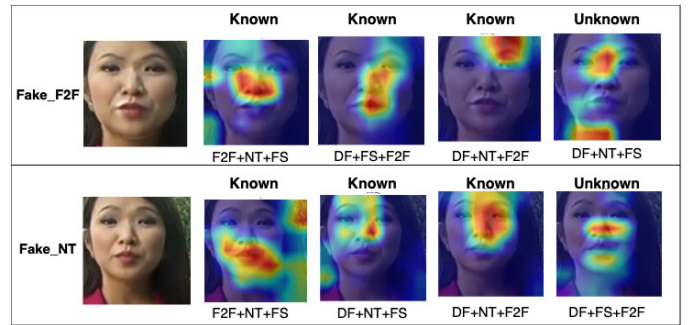 Known Known Known Unknown
Fake_F2F
F2F+NT+FS DF+FS+F2F DF+NT+F2F DF+NT+FS
Known Known Known Unknown
Fake_NT
F2F+NT+FS DF+NT+FS DF+NT+F2F DF+FS+F2F